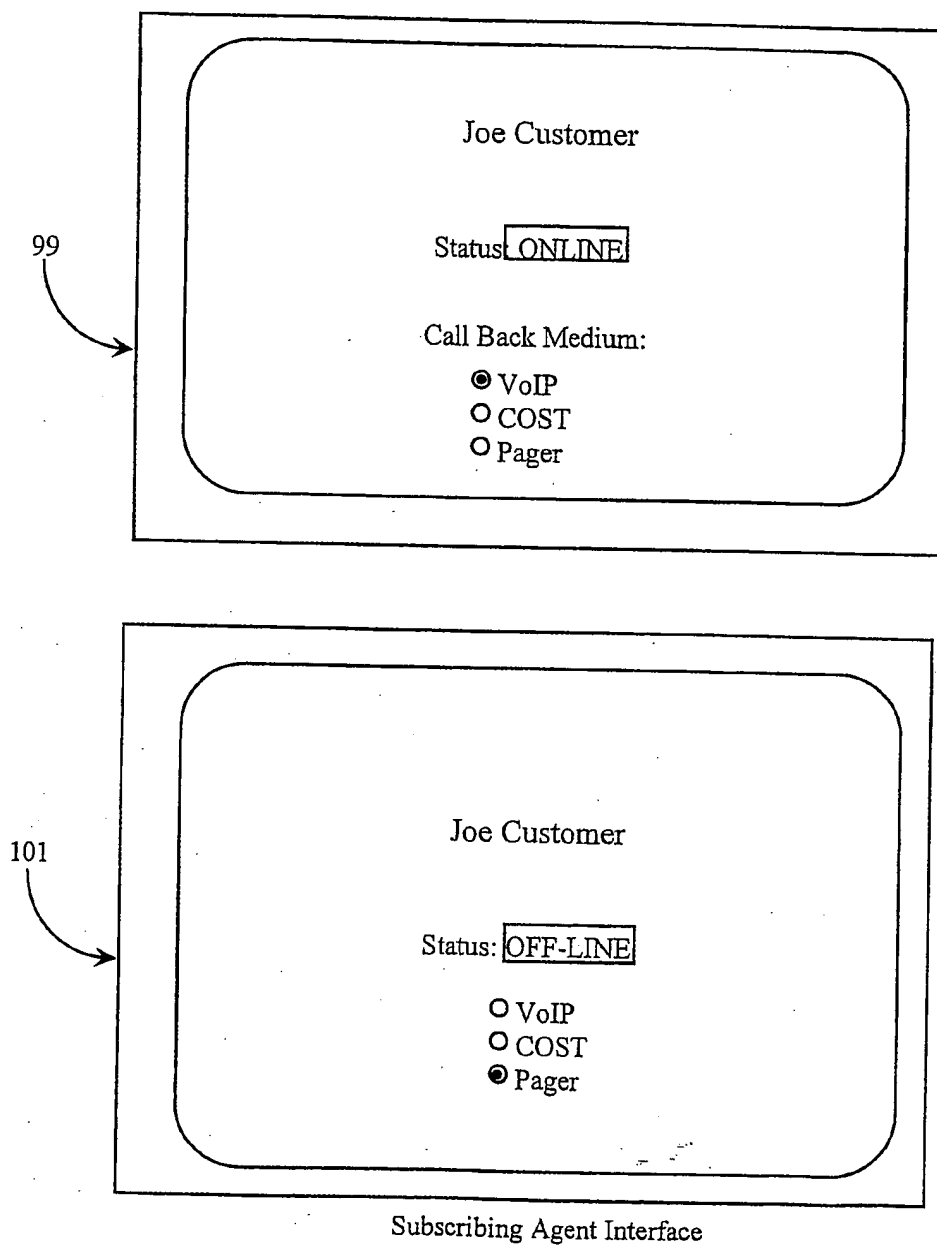 Joe Customer
99
Status: ONLINE
Call Back Medium:
VoIP
COST
Pager
Joe Customer
101
Status: OFF-LINE
VoIP
COST
Pager
Subscribing Agent Interface